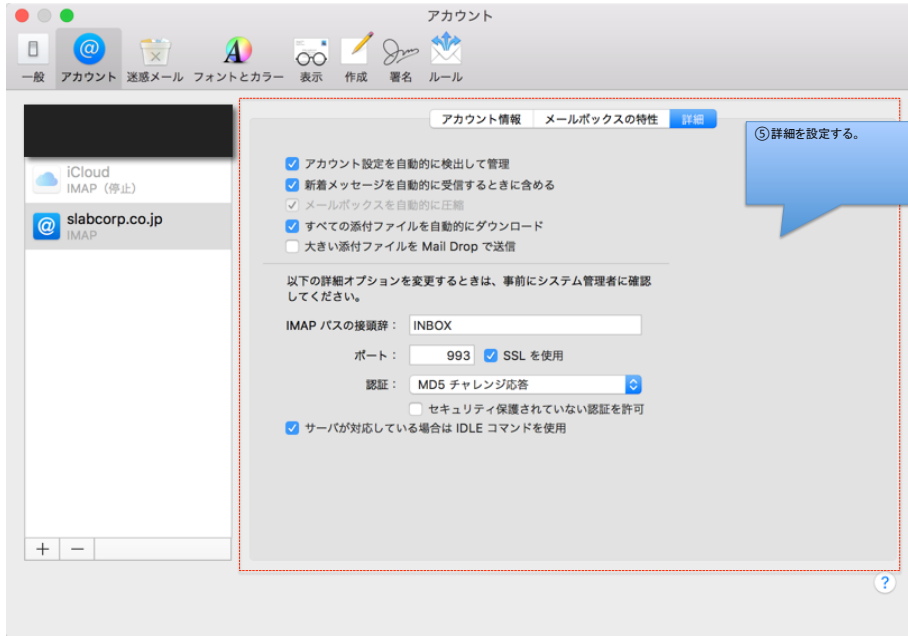 アカウント
一般 アカウント 迷惑メール フォントとカラー 表示 作成 署名 ルール
アカウント情報 メールボックスの特性 詳細
⑤詳細を設定する。
iCloud
IMAP（停止）
slabcorp.co.jp
IMAP
アカウント設定を自動的に検出して管理
新着メッセージを自動的に受信するときに含める
メールボックスを自動的に圧縮
すべての添付ファイルを自動的にダウンロード
大きい添付ファイルを Mail Drop で送信
以下の詳細オプションを変更するときは、事前にシステム管理者に確認
してください。
IMAP パスの接頭辞： INBOX
ポート： 993 SSL を使用
認証： MD5 チャレンジ応答
セキュリティ保護されていない認証を許可
サーバが対応している場合は IDLE コマンドを使用